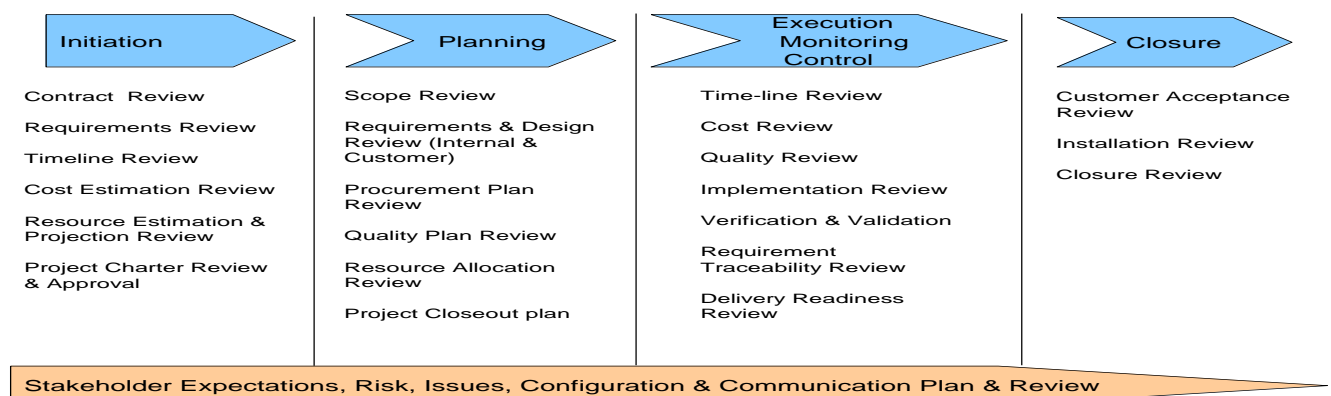 Initiation
Contract Review
Requirements Review
Timeline Review
Cost Estimation Review
Resource Estimation &
Projection Review
Project Charter Review
& Approval
Planning
Scope Review
Requirements & Design
Review (Internal &
Customer)
Procurement Plan
Review
Quality Plan Review
Resource Allocation
Review
Project Closeout plan
Execution
Monitoring
Control
Time-line Review
Cost Review
Quality Review
Implementation Review
Verification & Validation
Requirement
Traceability Review
Delivery Readiness
Review
Closure
Customer Acceptance
Review
Installation Review
Closure Review
Stakeholder Expectations, Risk, Issues, Configuration & Communication Plan & Review